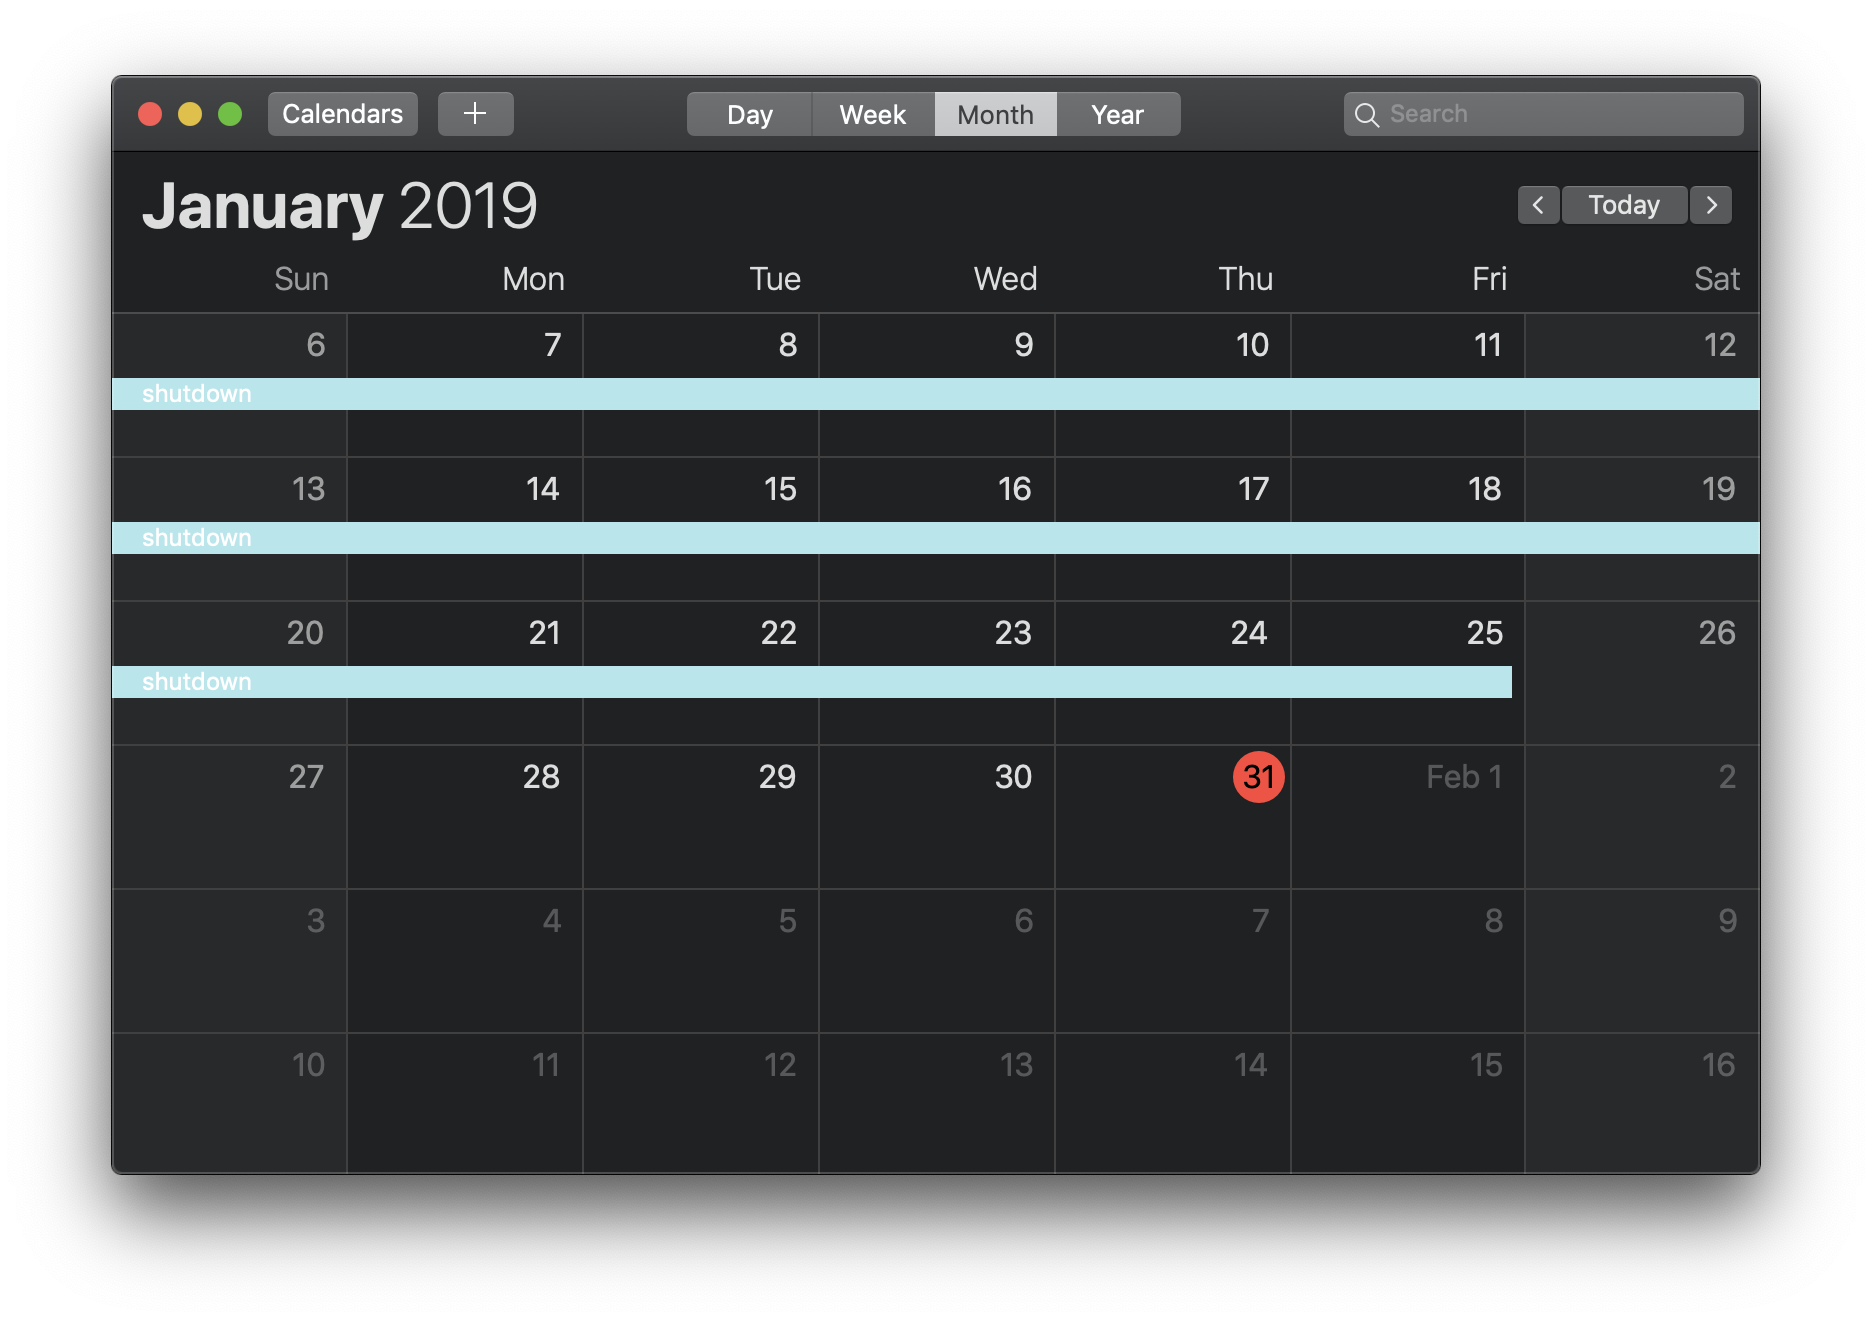 Calendars + Day Week Month Year Search
January 2019 < Today >
Sun Mon Tue Wed Thu Fri Sat
6 7 8 9 10 11 12
shutdown
13 14 15 16 17 18 19
shutdown
20 21 22 23 24 25 26
shutdown
27 28 29 30 31 Feb 1 2
3 4 5 6 7 8 9
10 11 12 13 14 15 16